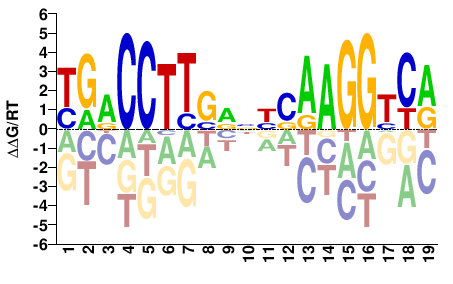 6
5
4
3
2
1
0
-1
-2
-3
-4
-5
-6
ΔΔG/RT
T G A C C T T G A T C A A G G T C A
C A G C C C G G C T G
A C C A A C A T C A A T G T A G G T
G T G T A A A T C C C A C
T G G G T C T
1 2 3 4 5 6 7 8 9 10 11 12 13 14 15 16 17 18 19